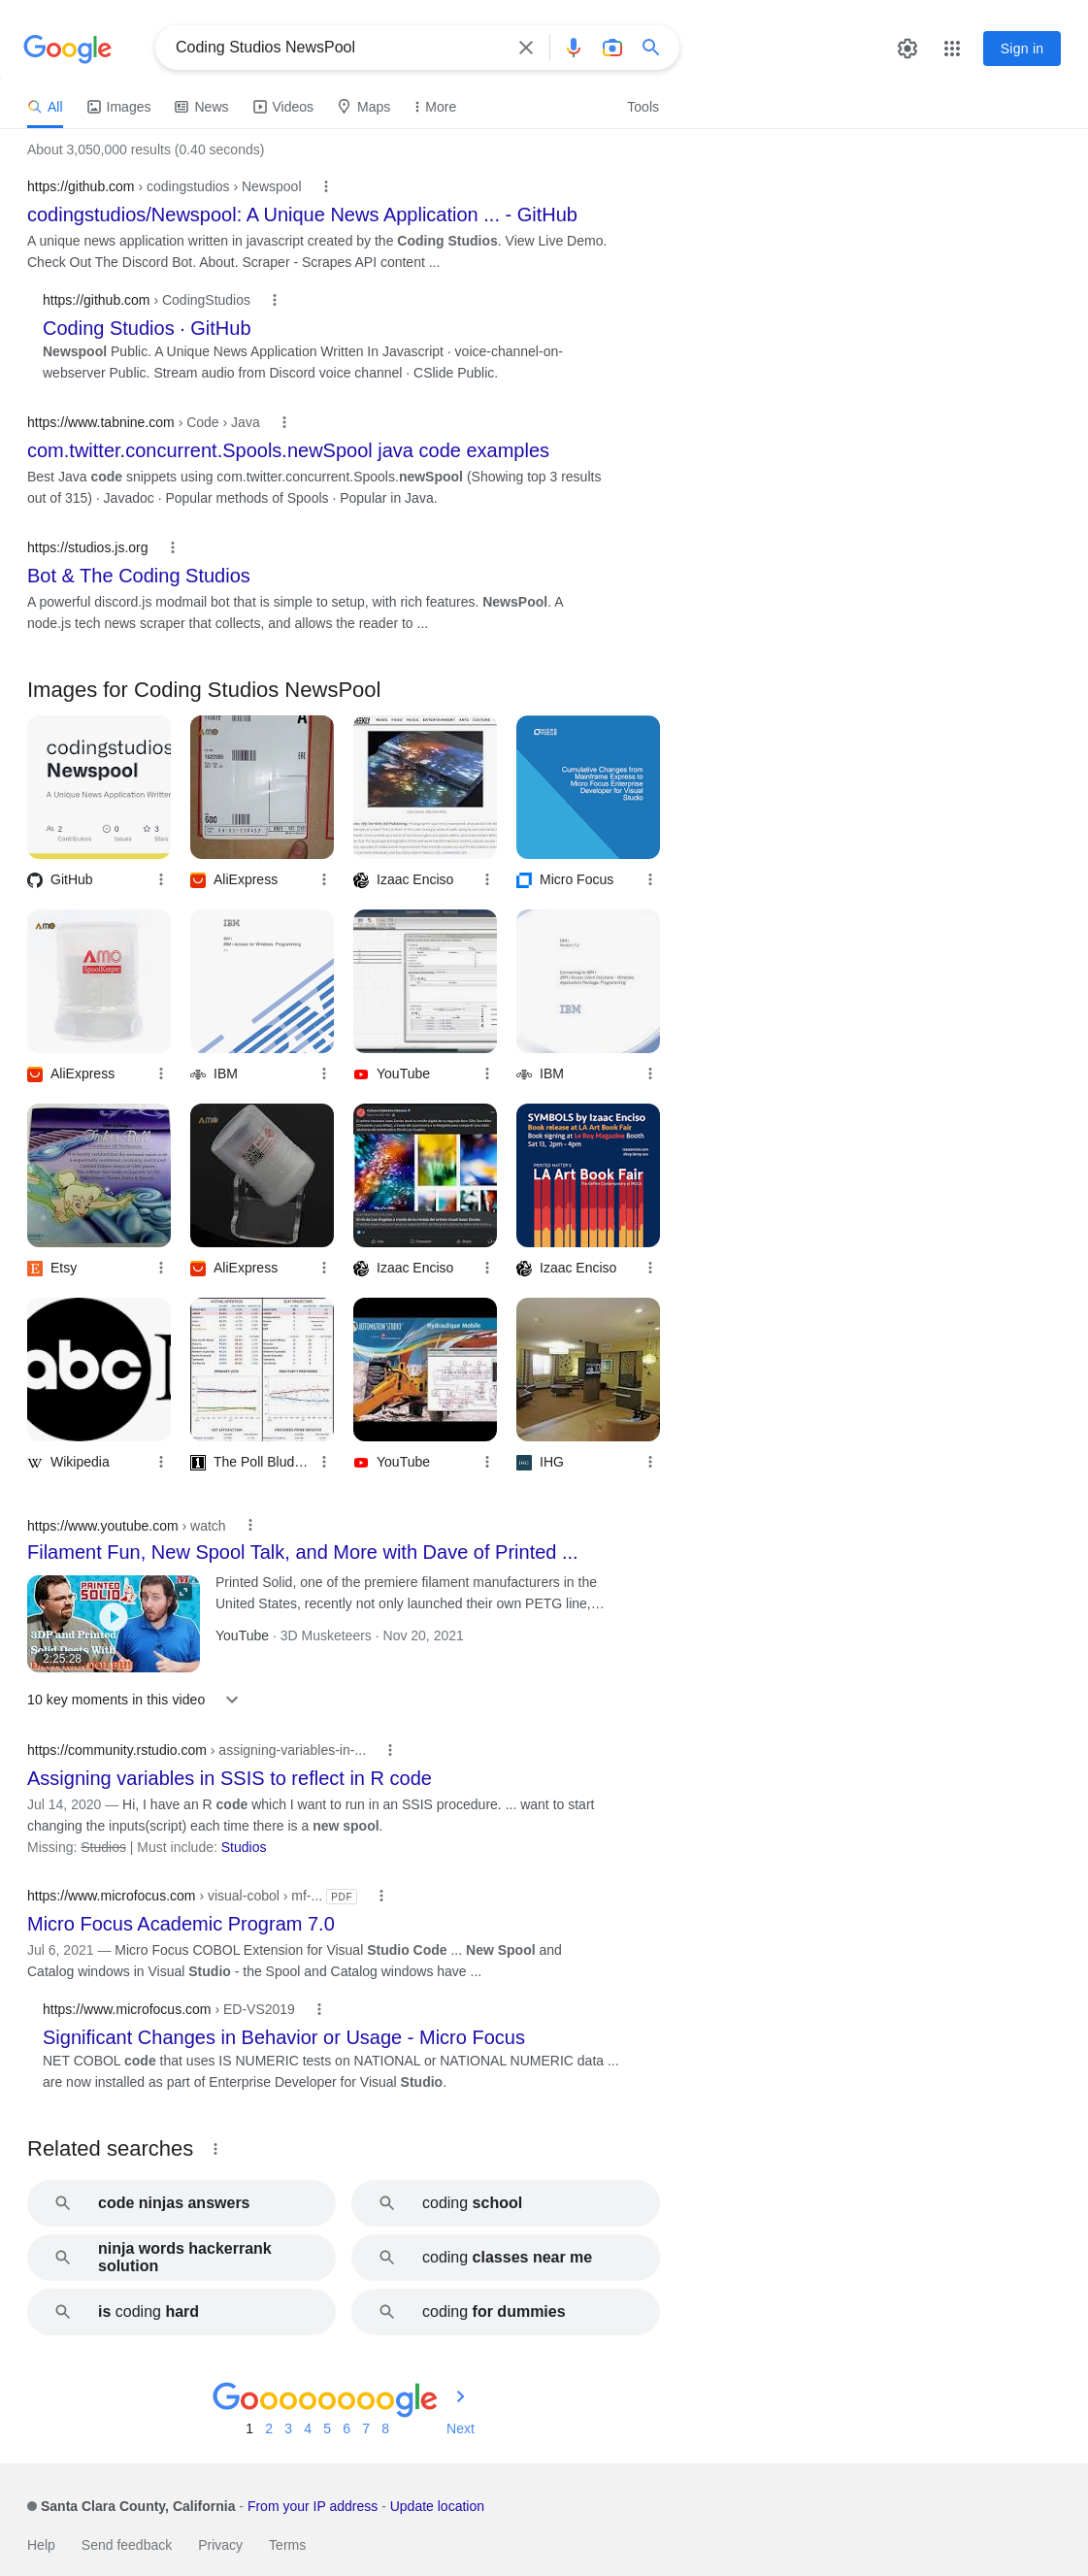 Google
Coding Studios NewsPool
Sign in
All
Images
News
Videos
Maps
More
Tools
About 3,050,000 results (0.40 seconds)
https://github.com › codingstudios › Newspool
codingstudios/Newspool: A Unique News Application ... - GitHub
A unique news application written in javascript created by the Coding Studios. View Live Demo.
Check Out The Discord Bot. About. Scraper - Scrapes API content ...
https://github.com › CodingStudios
Coding Studios · GitHub
Newspool Public. A Unique News Application Written In Javascript · voice-channel-on-
webserver Public. Stream audio from Discord voice channel · CSlide Public.
https://www.tabnine.com › Code › Java
com.twitter.concurrent.Spools.newSpool java code examples
Best Java code snippets using com.twitter.concurrent.Spools.newSpool (Showing top 3 results
out of 315) · Javadoc · Popular methods of Spools · Popular in Java.
https://studios.js.org
Bot & The Coding Studios
A powerful discord.js modmail bot that is simple to setup, with rich features. NewsPool. A
node.js tech news scraper that collects, and allows the reader to ...
Images for Coding Studios NewsPool
codingstudios
Newspool
A Unique News Application Written
2
Contributors
0
Issues
3
Stars
Cumulative Changes from
Mainframe Express to
Micro Focus Enterprise
Developer for Visual
Studio
GitHub
AliExpress
Izaac Enciso
Micro Focus
AMO
AMO
SpoolKeeper
IBM
IBM i Access for Windows: Programming
IBM
AliExpress
IBM
YouTube
IBM
AMO
SYMBOLS by Izaac Enciso
Book release at LA Art Book Fair
Book signing at Le Roy Magazine Booth
Sat 13, 2pm - 4pm
PRINTED MATTER'S
LA Art Book Fair
Etsy
AliExpress
Izaac Enciso
Izaac Enciso
abc
AUTOMATION STUDIO
Hydraulique Mobile
Wikipedia
The Poll Blud...
YouTube
IHG
https://www.youtube.com › watch
Filament Fun, New Spool Talk, and More with Dave of Printed ...
PRINTED
SOLID
3DP and Printed
Solid Deets With
2:25:28
Printed Solid, one of the premiere filament manufacturers in the
United States, recently not only launched their own PETG line,…
YouTube · 3D Musketeers · Nov 20, 2021
10 key moments in this video
https://community.rstudio.com › assigning-variables-in-...
Assigning variables in SSIS to reflect in R code
Jul 14, 2020 — Hi, I have an R code which I want to run in an SSIS procedure. ... want to start
changing the inputs(script) each time there is a new spool.
Missing: Studios | Must include: Studios
https://www.microfocus.com › visual-cobol › mf-... PDF
Micro Focus Academic Program 7.0
Jul 6, 2021 — Micro Focus COBOL Extension for Visual Studio Code ... New Spool and
Catalog windows in Visual Studio - the Spool and Catalog windows have ...
https://www.microfocus.com › ED-VS2019
Significant Changes in Behavior or Usage - Micro Focus
NET COBOL code that uses IS NUMERIC tests on NATIONAL or NATIONAL NUMERIC data ...
are now installed as part of Enterprise Developer for Visual Studio.
Related searches
code ninjas answers
coding school
ninja words hackerrank
solution
coding classes near me
is coding hard
coding for dummies
Goooooooogle
1 2 3 4 5 6 7 8 Next
Santa Clara County, California - From your IP address - Update location
Help
Send feedback
Privacy
Terms